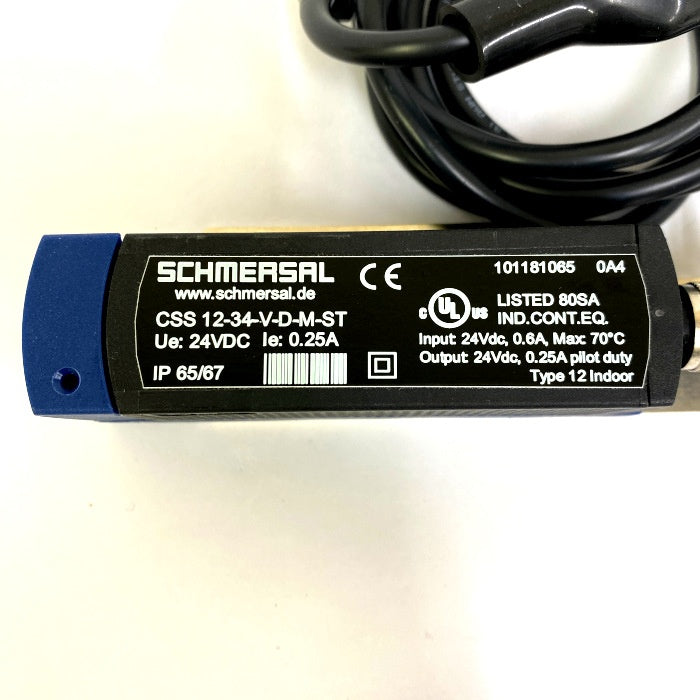 SCHMERSAL CE 101181065 0A4
www.schmersal.de
CSS 12-34-V-D-M-ST
Ue: 24VDC Ie: 0.25A
IP 65/67
C UL US LISTED 80SA
IND.CONT.EQ.
Input: 24Vdc, 0.6A, Max: 70°C
Output: 24Vdc, 0.25A pilot duty
Type 12 Indoor